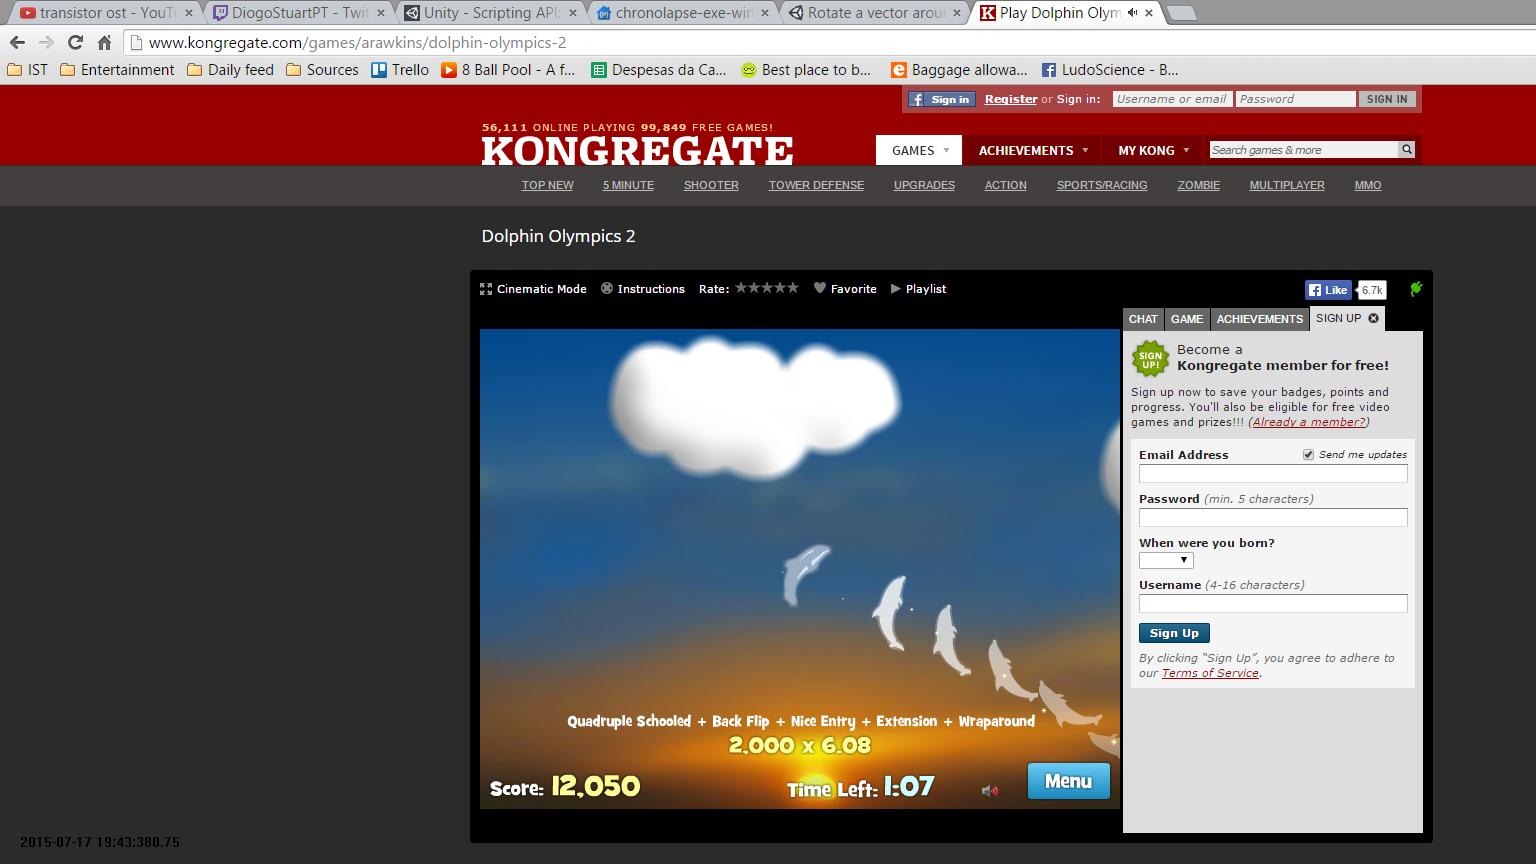 transistor ost - YouTu
DiogoStuartPT - Twit
Unity - Scripting API:
chronolapse-exe-win
Rotate a vector arou
Play Dolphin Olym
www.kongregate.com/games/arawkins/dolphin-olympics-2
IST Entertainment Daily feed Sources Trello 8 Ball Pool - A f... Despesas da Ca... Best place to b... Baggage allowa... LudoScience - B...
Sign in Register or Sign in: Username or email Password SIGN IN
56,111 ONLINE PLAYING 99,849 FREE GAMES!
KONGREGATE
GAMES ACHIEVEMENTS MY KONG Search games & more
TOP NEW 5 MINUTE SHOOTER TOWER DEFENSE UPGRADES ACTION SPORTS/RACING ZOMBIE MULTIPLAYER MMO
Dolphin Olympics 2
Cinematic Mode Instructions Rate: Favorite Playlist Like 6.7k
CHAT GAME ACHIEVEMENTS SIGN UP
SIGN UP!
Become a
Kongregate member for free!
Sign up now to save your badges, points and
progress. You'll also be eligible for free video
games and prizes!!! (Already a member?)
Email Address Send me updates
Password (min. 5 characters)
When were you born?
Username (4-16 characters)
Sign Up
By clicking “Sign Up”, you agree to adhere to
our Terms of Service.
Quadruple Schooled + Back Flip + Nice Entry + Extension + Wraparound
2,000 x 6.08
Score: 12,050 Time Left: 1:07 Menu
2015-07-17 19:43:380.75